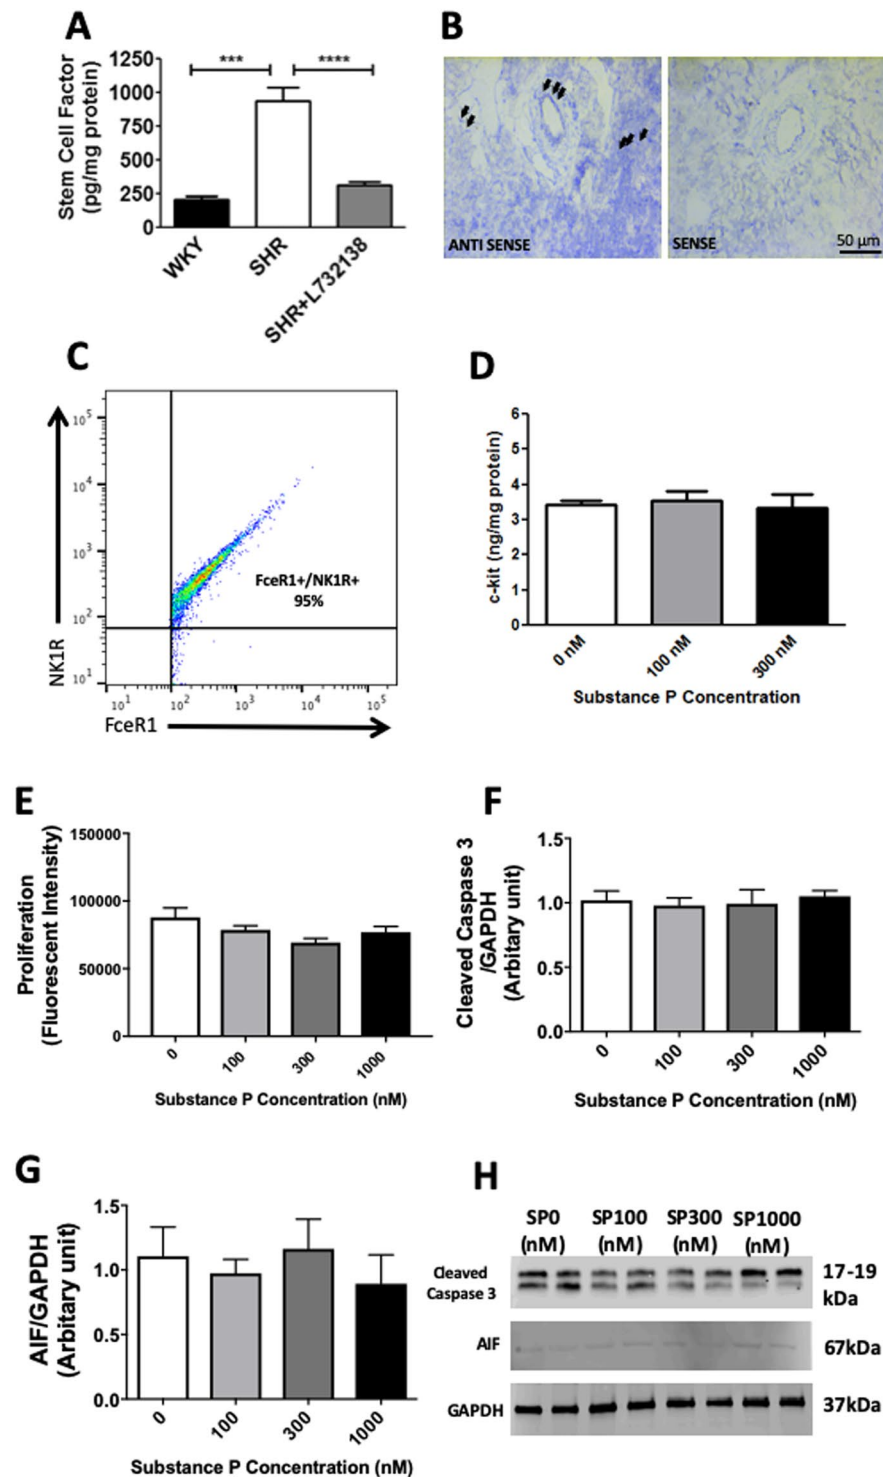 A
1250
1000
750
500
250
0
Stem Cell Factor
(pg/mg protein)
***
****
WKY
SHR
SHR+L732138
B
ANTI SENSE
SENSE
50 µm
C
NK1R
10^5
10^4
10^3
10^2
10^1
FceR1+/NK1R+
95%
10^1
10^2
10^3
10^4
10^5
FceR1
D
c-kit (ng/mg protein)
6
5
4
3
2
1
0
0 nM
100 nM
300 nM
Substance P Concentration
E
Proliferation
(Fluorescent Intensity)
150000
100000
50000
0
0
100
300
1000
Substance P Concentration (nM)
F
Cleaved Caspase 3
/GAPDH
(Arbitary unit)
1.5
1.0
0.5
0.0
0
100
300
1000
Substance P Concentration (nM)
G
AIF/GAPDH
(Arbitary unit)
1.5
1.0
0.5
0.0
0
100
300
1000
Substance P Concentration (nM)
H
SP0 SP100 SP300 SP1000
(nM) (nM) (nM) (nM)
Cleaved
Caspase 3
17-19
kDa
AIF
67kDa
GAPDH
37kDa